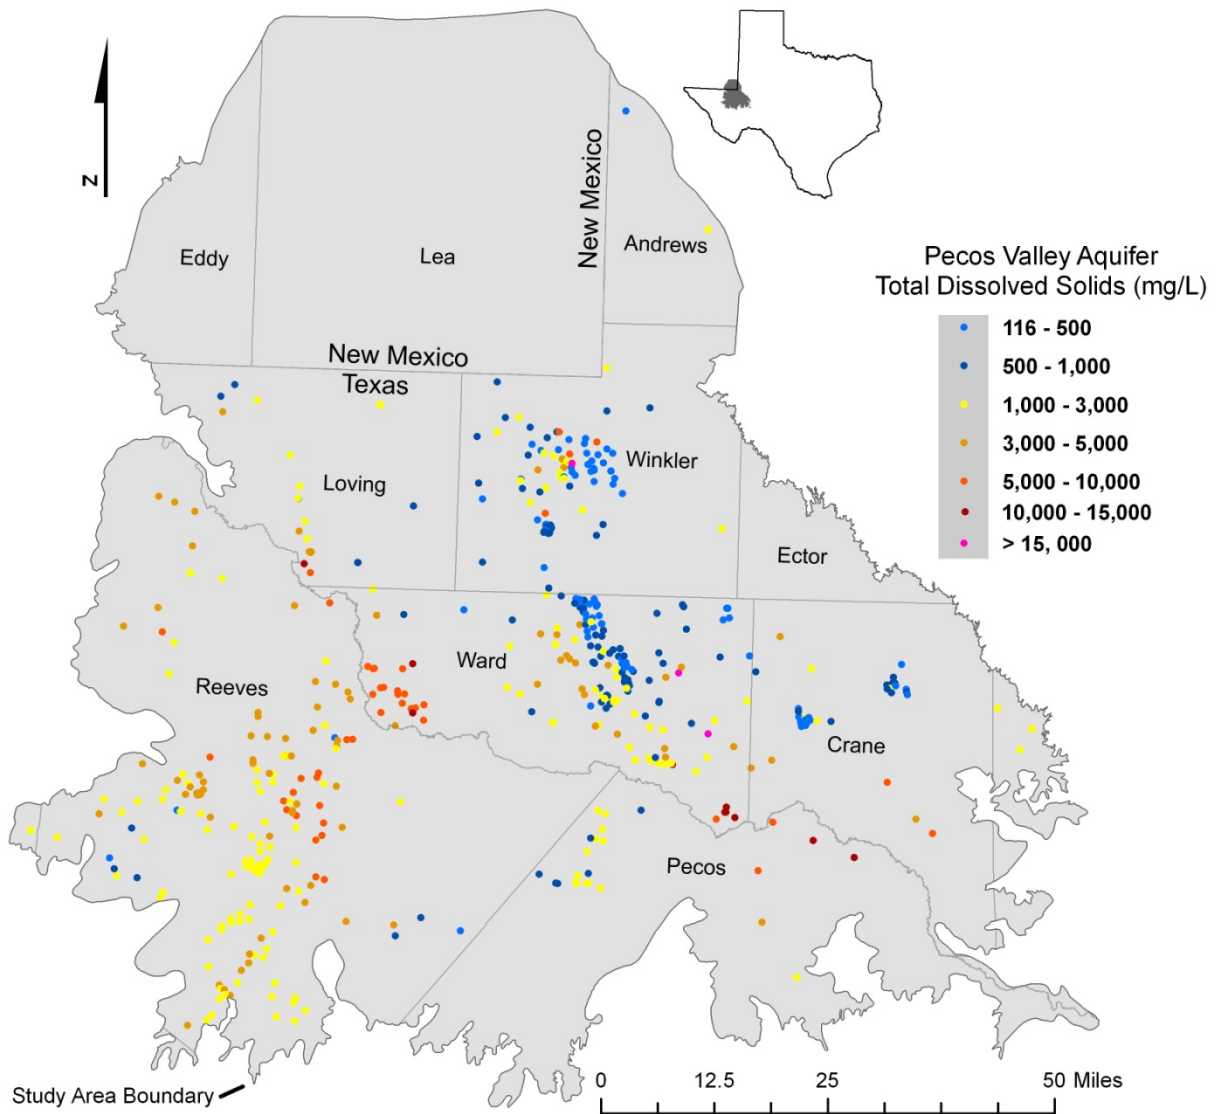 N
New Mexico
Eddy
Lea
Andrews
Pecos Valley Aquifer
Total Dissolved Solids (mg/L)
116 - 500
500 - 1,000
1,000 - 3,000
3,000 - 5,000
5,000 - 10,000
10,000 - 15,000
> 15, 000
New Mexico
Texas
Winkler
Loving
Ector
Ward
Reeves
Crane
Pecos
Study Area Boundary
0 12.5 25 50 Miles